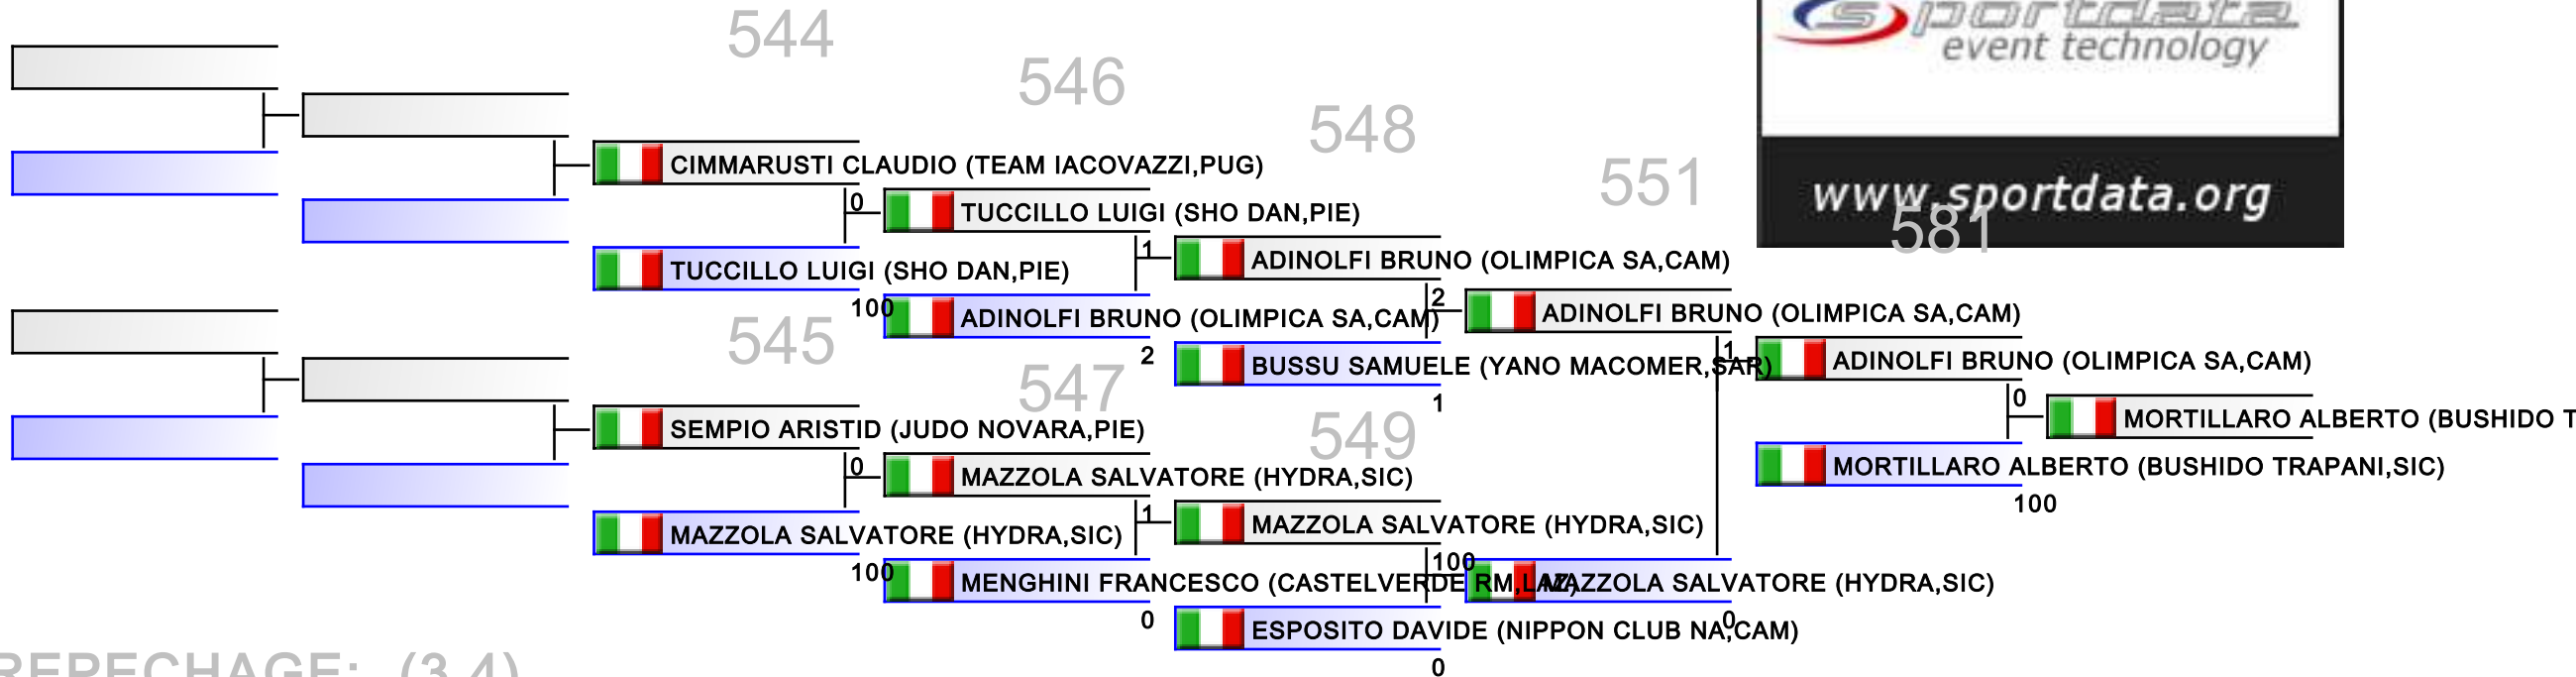 sportdata
event technology
www.sportdata.org
544
546
548
551
581
CIMMARUSTI CLAUDIO (TEAM IACOVAZZI,PUG)
0
TUCCILLO LUIGI (SHO DAN,PIE)
1
ADINOLFI BRUNO (OLIMPICA SA,CAM)
TUCCILLO LUIGI (SHO DAN,PIE)
100
2
ADINOLFI BRUNO (OLIMPICA SA,CAM)
ADINOLFI BRUNO (OLIMPICA SA,CAM)
2
BUSSU SAMUELE (YANO MACOMER,SAR)
1
1
ADINOLFI BRUNO (OLIMPICA SA,CAM)
0
MORTILLARO ALBERTO (BUSHIDO T
MORTILLARO ALBERTO (BUSHIDO TRAPANI,SIC)
100
545
547
549
SEMPIO ARISTID (JUDO NOVARA,PIE)
0
MAZZOLA SALVATORE (HYDRA,SIC)
1
MAZZOLA SALVATORE (HYDRA,SIC)
MAZZOLA SALVATORE (HYDRA,SIC)
100
100
MENGHINI FRANCESCO (CASTELVERDE RM,LAZ)
MAZZOLA SALVATORE (HYDRA,SIC)
0
0
ESPOSITO DAVIDE (NIPPON CLUB NA,CAM)
0
REPECHAGE: (3,4)